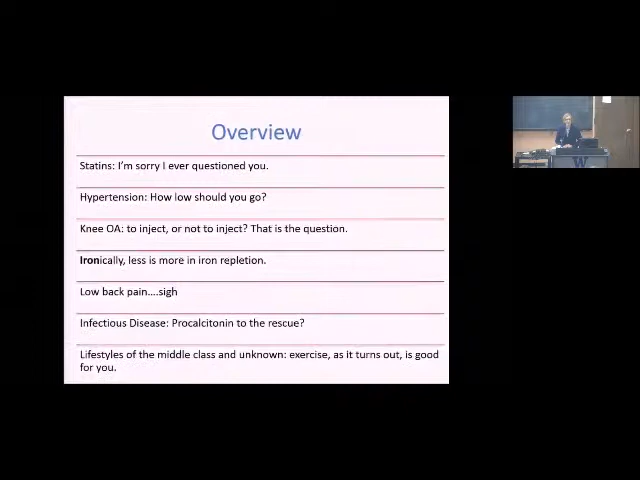 Overview
Statins: I'm sorry I ever questioned you.
Hypertension: How low should you go?
Knee OA: to inject, or not to inject? That is the question.
Ironically, less is more in iron repletion.
Low back pain....sigh
Infectious Disease: Procalcitonin to the rescue?
Lifestyles of the middle class and unknown: exercise, as it turns out, is good
for you.
W